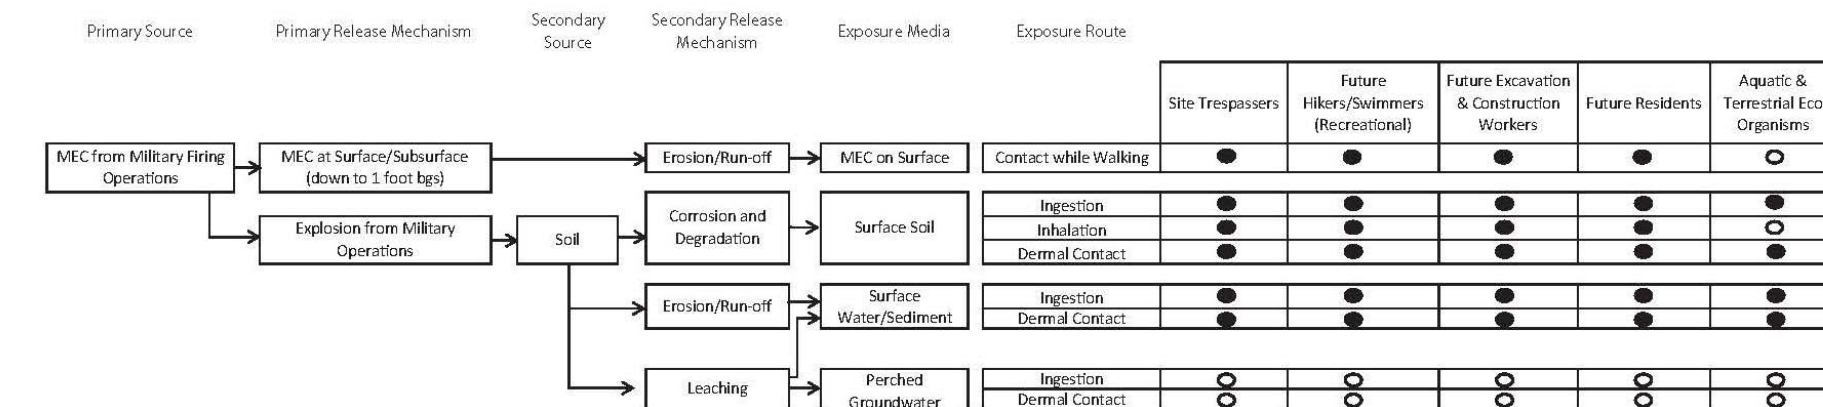 Primary Source
Primary Release Mechanism
Secondary
Source
Secondary Release
Mechanism
Exposure Media
Exposure Route
Site Trespassers
Future
Hikers/Swimmers
(Recreational)
Future Excavation
& Construction
Workers
Future Residents
Aquatic &
Terrestrial Eco
Organisms
MEC from Military Firing
Operations
MEC at Surface/Subsurface
(down to 1 foot bgs)
Erosion/Run-off
MEC on Surface
Contact while Walking
Explosion from Military
Operations
Soil
Corrosion and
Degradation
Surface Soil
Ingestion
Inhalation
Dermal Contact
Erosion/Run-off
Surface
Water/Sediment
Ingestion
Dermal Contact
Leaching
Perched
Groundwater
Ingestion
Dermal Contact